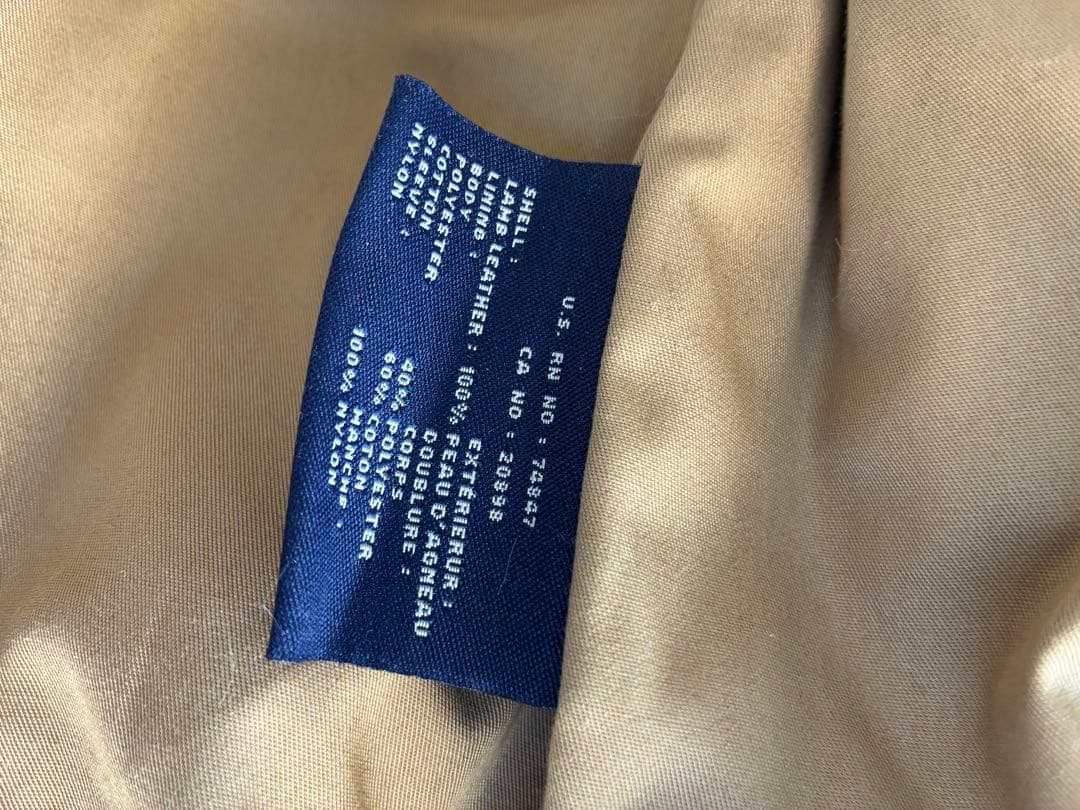 U.S. RN NO : 74847
CA NO : 20898
SHELL : EXTÉRIERUR :
LAMB LEATHER : 100% PEAU D'AGNEAU
LINING : DOUBLURE :
BODY CORPS
POLYESTER 40% POLYESTER
COTTON 60% COTON
SLEEVE MANCHE
NYLON 100% NYLON